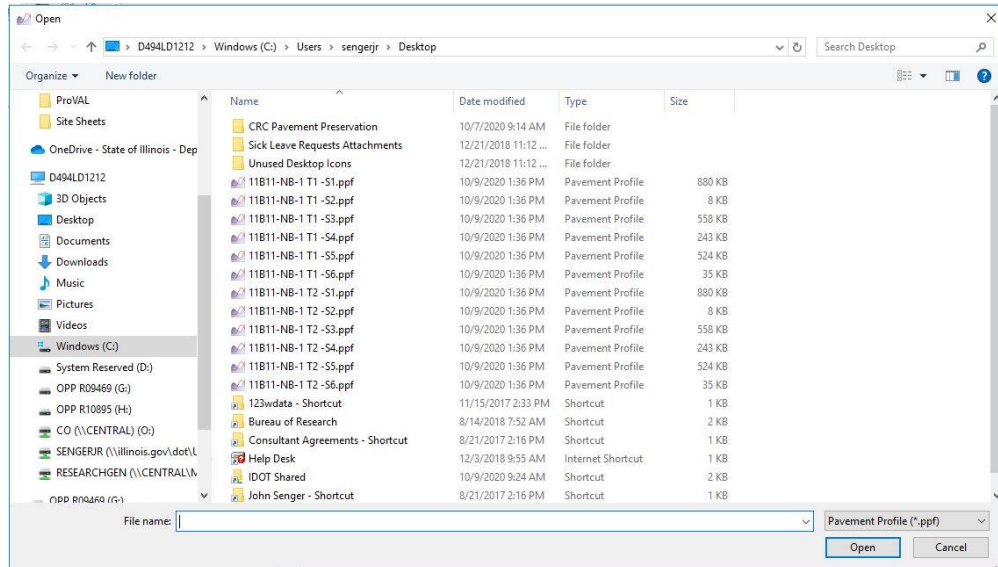 Open
D494LD1212 > Windows (C:) > Users > sengerjr > Desktop
Search Desktop
Organize New folder
ProVAL
Site Sheets
OneDrive - State of Illinois - Dep
D494LD1212
3D Objects
Desktop
Documents
Downloads
Music
Pictures
Videos
Windows (C:)
System Reserved (D:)
OPP R09469 (G:)
OPP R10895 (H:)
CO (\\CENTRAL) (O:)
SENGERJR (\\illinois.gov\dot\U
RESEARCHGEN (\\CENTRAL\M
OPP R09469 (G:)
Name Date modified Type Size
CRC Pavement Preservation 10/7/2020 9:14 AM File folder
Sick Leave Requests Attachments 12/21/2018 11:12 ... File folder
Unused Desktop Icons 12/21/2018 11:12 ... File folder
11B11-NB-1 T1 -S1.ppf 10/9/2020 1:36 PM Pavement Profile 880 KB
11B11-NB-1 T1 -S2.ppf 10/9/2020 1:36 PM Pavement Profile 8 KB
11B11-NB-1 T1 -S3.ppf 10/9/2020 1:36 PM Pavement Profile 558 KB
11B11-NB-1 T1 -S4.ppf 10/9/2020 1:36 PM Pavement Profile 243 KB
11B11-NB-1 T1 -S5.ppf 10/9/2020 1:36 PM Pavement Profile 524 KB
11B11-NB-1 T1 -S6.ppf 10/9/2020 1:36 PM Pavement Profile 35 KB
11B11-NB-1 T2 -S1.ppf 10/9/2020 1:36 PM Pavement Profile 880 KB
11B11-NB-1 T2 -S2.ppf 10/9/2020 1:36 PM Pavement Profile 8 KB
11B11-NB-1 T2 -S3.ppf 10/9/2020 1:36 PM Pavement Profile 558 KB
11B11-NB-1 T2 -S4.ppf 10/9/2020 1:36 PM Pavement Profile 243 KB
11B11-NB-1 T2 -S5.ppf 10/9/2020 1:36 PM Pavement Profile 524 KB
11B11-NB-1 T2 -S6.ppf 10/9/2020 1:36 PM Pavement Profile 35 KB
123wdata - Shortcut 11/15/2017 2:33 PM Shortcut 1 KB
Bureau of Research 8/14/2018 7:52 AM Shortcut 2 KB
Consultant Agreements - Shortcut 8/21/2017 2:16 PM Shortcut 1 KB
Help Desk 12/3/2018 9:55 AM Internet Shortcut 1 KB
IDOT Shared 10/9/2020 9:24 AM Shortcut 2 KB
John Senger - Shortcut 8/21/2017 2:16 PM Shortcut 1 KB
File name: Pavement Profile (*.ppf)
Open Cancel